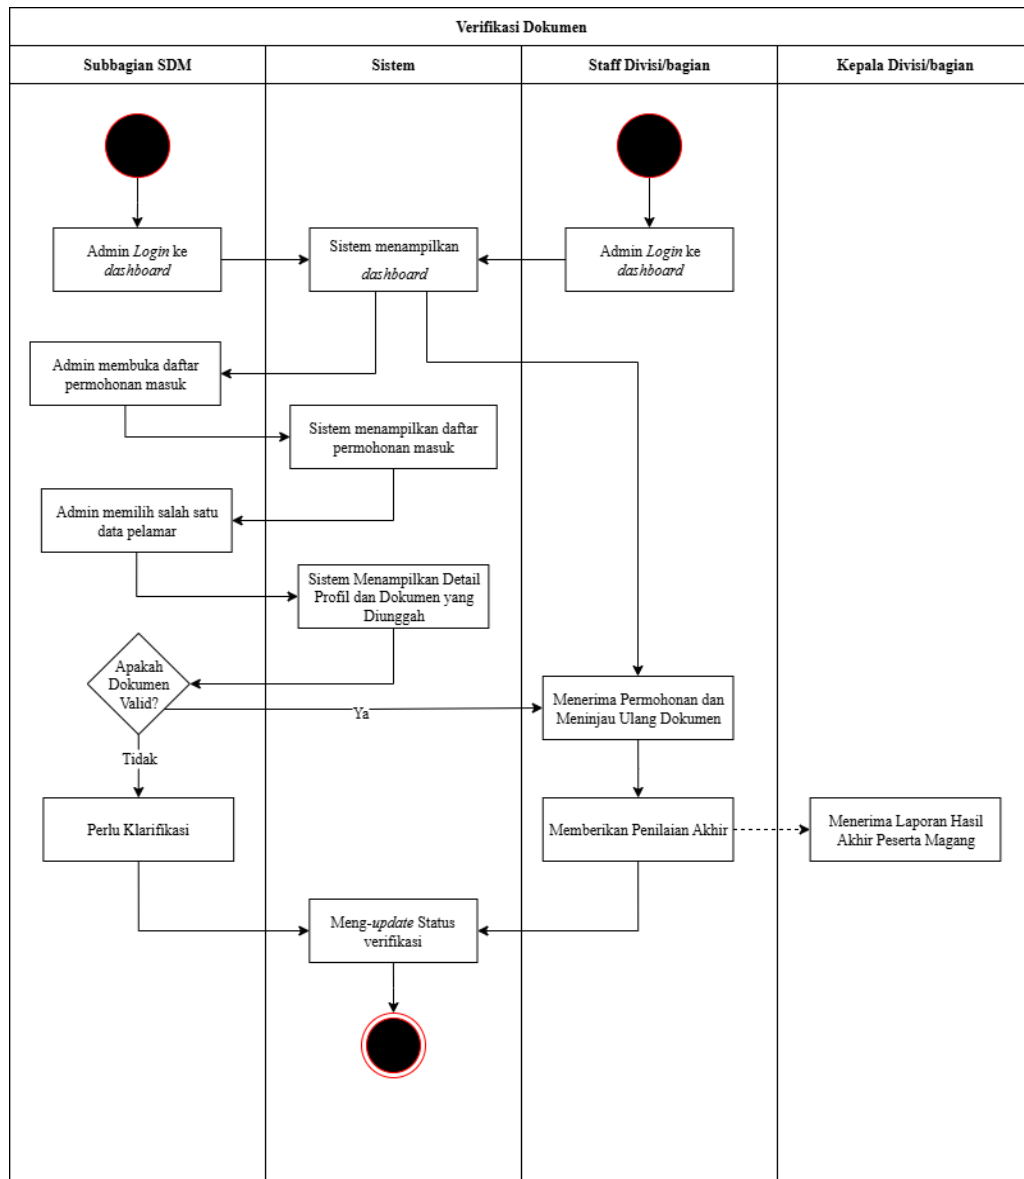 Verifikasi Dokumen
Subbagian SDM
Sistem
Staff Divisi/bagian
Kepala Divisi/bagian
Admin Login ke
dashboard
Sistem menampilkan
dashboard
Admin Login ke
dashboard
Admin membuka daftar
permohonan masuk
Sistem menampilkan daftar
permohonan masuk
Admin memilih salah satu
data pelamar
Sistem Menampilkan Detail
Profil dan Dokumen yang
Diunggah
Apakah
Dokumen
Valid?
Ya
Menerima Permohonan dan
Meninjau Ulang Dokumen
Tidak
Perlu Klarifikasi
Memberikan Penilaian Akhir
Menerima Laporan Hasil
Akhir Peserta Magang
Meng-update Status
verifikasi